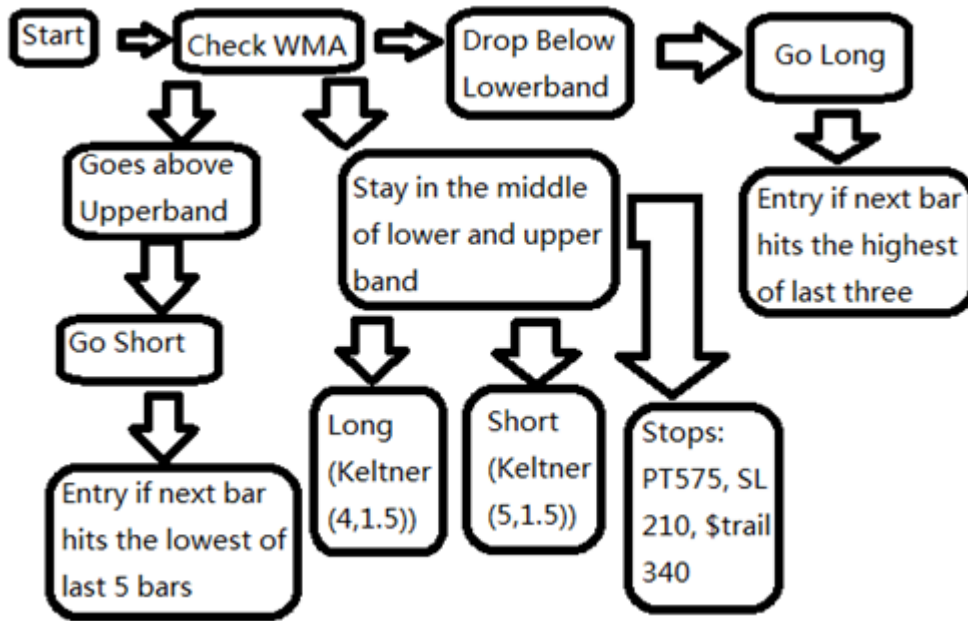 Start
Check WMA
Drop Below
Lowerband
Go Long
Goes above
Upperband
Stay in the middle
of lower and upper
band
Entry if next bar
hits the highest
of last three
Go Short
Long
(Keltner
(4,1.5))
Short
(Keltner
(5,1.5))
Stops:
PT575, SL
210, $trail
340
Entry if next bar
hits the lowest of
last 5 bars